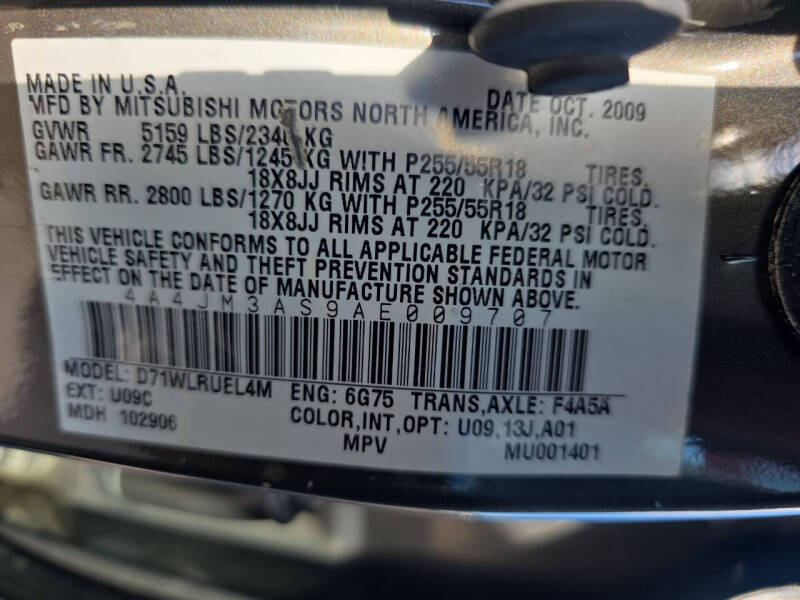 MADE IN U.S.A. DATE OCT. 2009
MFD BY MITSUBISHI MOTORS NORTH AMERICA, INC.
GVWR 5159 LBS/2340 KG
GAWR FR. 2745 LBS/1245 KG WITH P255/55R18 TIRES,
18X8JJ RIMS AT 220 KPA/32 PSI COLD.
GAWR RR. 2800 LBS/1270 KG WITH P255/55R18 TIRES,
18X8JJ RIMS AT 220 KPA/32 PSI COLD.
THIS VEHICLE CONFORMS TO ALL APPLICABLE FEDERAL MOTOR
VEHICLE SAFETY AND THEFT PREVENTION STANDARDS IN
EFFECT ON THE DATE OF MANUFACTURE SHOWN ABOVE.
4A4JM3AS9AE009707
MODEL: D71WLRUEL4M ENG: 6G75 TRANS,AXLE: F4A5A
EXT: U09C COLOR,INT,OPT: U09,13J,A01
MDH 102906 MPV MU001401